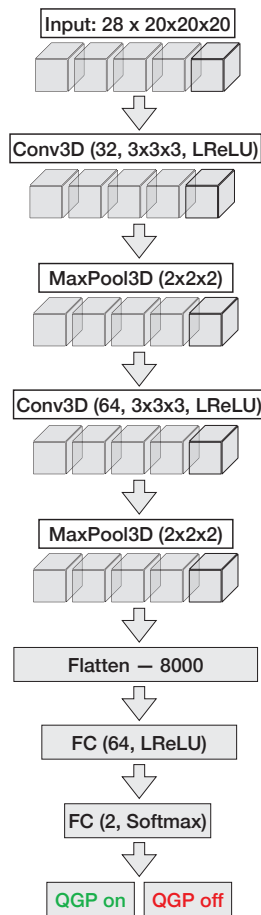 Input: 28 x 20x20x20
Conv3D (32, 3x3x3, LReLU)
MaxPool3D (2x2x2)
Conv3D (64, 3x3x3, LReLU)
MaxPool3D (2x2x2)
Flatten — 8000
FC (64, LReLU)
FC (2, Softmax)
QGP on QGP off